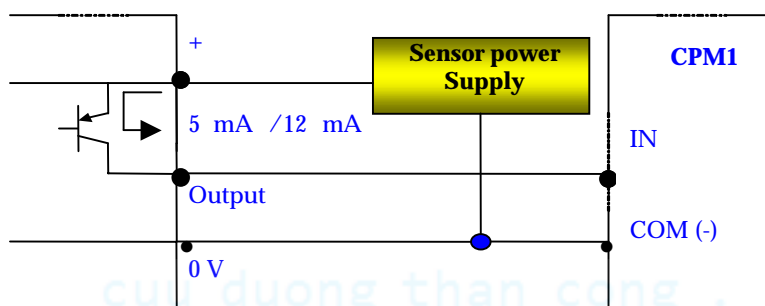 +
Sensor power
Supply
CPM1
5 mA /12 mA
IN
Output
COM (-)
0 V
cuu duong than cong .